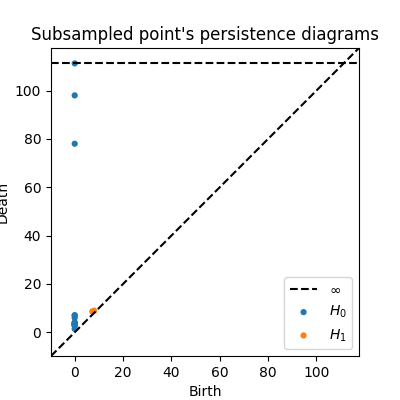 Subsampled point's persistence diagrams
Death
100
80
60
40
20
0
∞
H₀
H₁
0 20 40 60 80 100
Birth